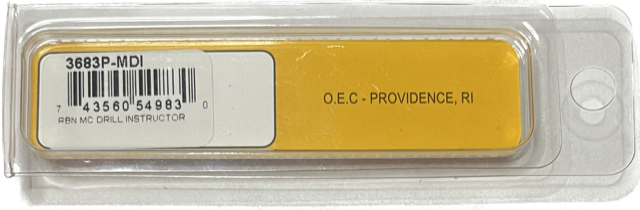 3683P-MDI
7 43560 54983 0
RBN MC DRILL INSTRUCTOR
O.E.C - PROVIDENCE, RI